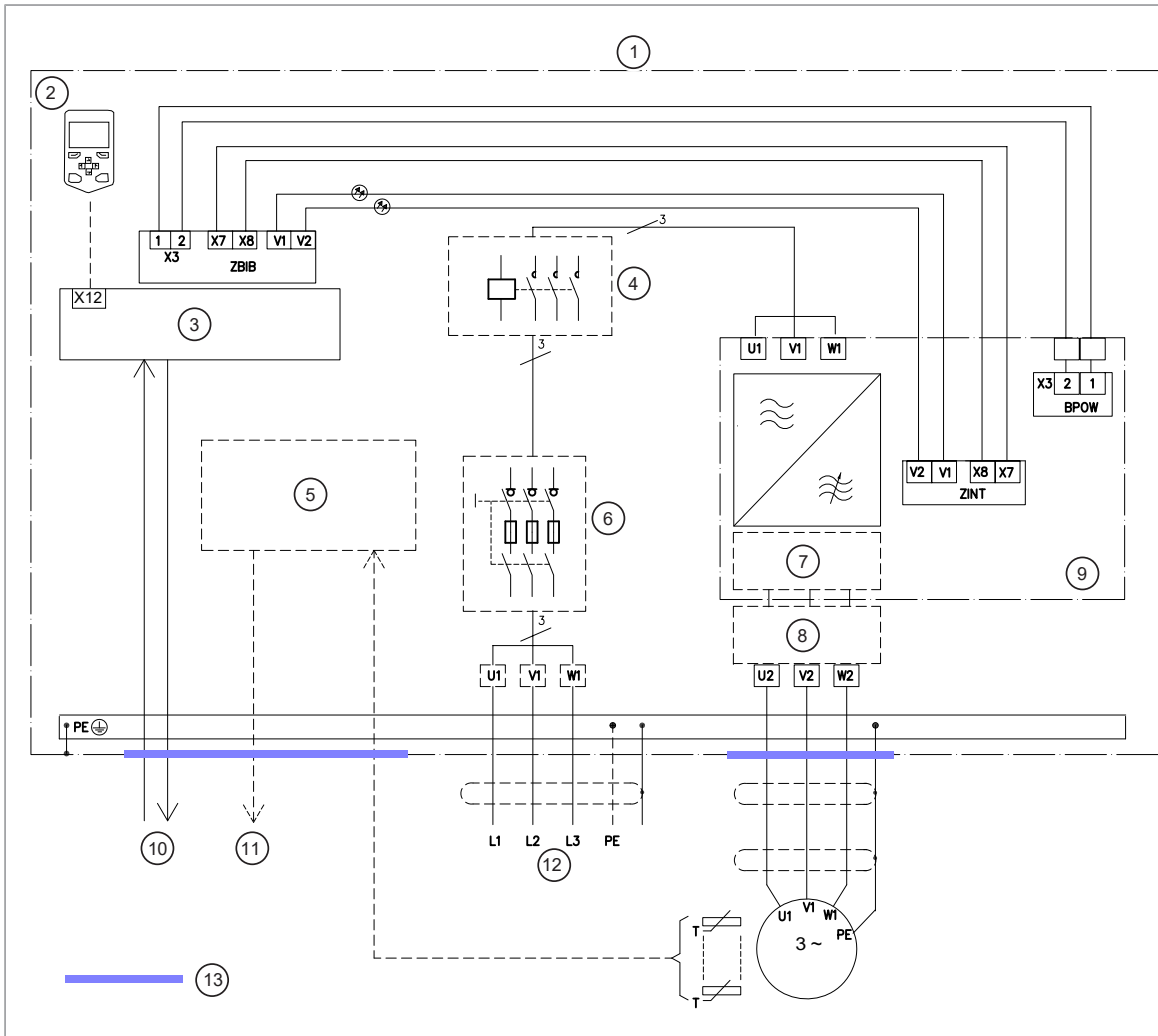 1
2
1 2 X7 X8 V1 V2
X3
ZBIB
3
4
X12
3
3
U1 V1 W1
X3 2 1
BPOW
V2 V1 X8 X7
ZINT
5
6
7
9
8
3
U1 V1 W1
U2 V2 W2
PE
10
11
L1 L2 L3 PE
12
U1 V1 W1
PE
3 ~
T
T
13